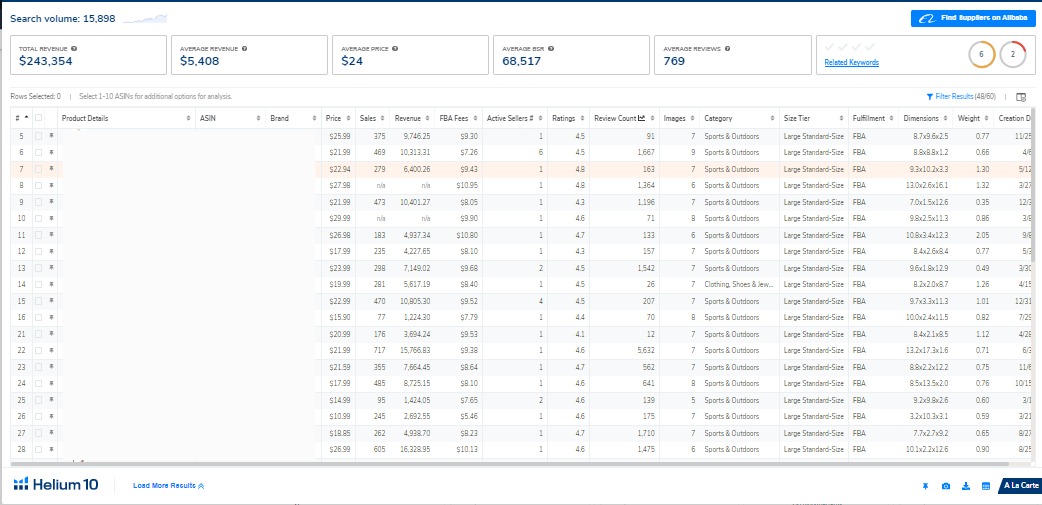 Search volume: 15,898
Find Suppliers on Alibaba
TOTAL REVENUE
$243,354
AVERAGE REVENUE
$5,408
AVERAGE PRICE
$24
AVERAGE BSR
68,517
AVERAGE REVIEWS
769
Related Keywords
6 2
Rows Selected: 0 | Select 1-10 ASINs for additional options for analysis.
Filter Results (48/60)
# Product Details ASIN Brand Price Sales Revenue FBA Fees Active Sellers # Ratings Review Count Images Category Size Tier Fulfillment Dimensions Weight Creation D
5 $25.99 375 9,746.25 $9.30 1 4.5 91 7 Sports & Outdoors Large Standard-Size FBA 8.7x9.6x2.5 0.77 11/25
6 $21.99 469 10,313.31 $7.26 6 4.5 1,667 9 Sports & Outdoors Large Standard-Size FBA 8.8x8.8x1.2 0.66 4/6
7 $22.94 279 6,400.26 $9.43 1 4.8 163 7 Sports & Outdoors Large Standard-Size FBA 9.3x10.2x3.3 1.30 5/12
8 $27.98 n/a n/a $10.95 1 4.8 1,364 6 Sports & Outdoors Large Standard-Size FBA 13.0x2.6x16.1 1.32 3/27
9 $21.99 473 10,401.27 $8.05 1 4.3 1,196 7 Sports & Outdoors Large Standard-Size FBA 7.0x1.5x12.6 0.35 12/3
10 $29.99 n/a n/a $9.90 1 4.6 71 8 Sports & Outdoors Large Standard-Size FBA 9.8x2.5x11.3 0.86 3/8
11 $26.98 183 4,937.34 $10.80 1 4.7 133 6 Sports & Outdoors Large Standard-Size FBA 10.8x3.4x12.3 2.05 9/8
12 $17.99 235 4,227.65 $8.10 1 4.3 157 7 Sports & Outdoors Large Standard-Size FBA 8.4x2.6x8.4 0.77 5/3
13 $23.99 298 7,149.02 $9.68 2 4.5 1,542 7 Sports & Outdoors Large Standard-Size FBA 9.6x1.8x12.9 0.49 3/30
14 $19.99 281 5,617.19 $8.40 1 4.5 26 7 Clothing, Shoes & Jew... Large Standard-Size FBA 8.2x2.0x8.7 1.26 4/15
15 $22.99 470 10,805.30 $9.52 4 4.5 207 7 Sports & Outdoors Large Standard-Size FBA 9.7x3.3x11.3 1.01 12/31
16 $15.90 77 1,224.30 $7.79 1 4.4 70 8 Sports & Outdoors Large Standard-Size FBA 10.0x2.4x11.5 0.82 7/29
21 $20.99 176 3,694.24 $9.53 1 4.1 12 7 Sports & Outdoors Large Standard-Size FBA 8.4x2.1x8.5 1.12 4/28
22 $21.99 717 15,766.83 $9.38 1 4.6 5,632 7 Sports & Outdoors Large Standard-Size FBA 13.2x17.3x1.6 0.71 6/3
23 $21.59 355 7,664.45 $8.64 1 4.7 562 7 Sports & Outdoors Large Standard-Size FBA 8.8x2.2x12.2 0.75 11/6
24 $17.99 485 8,725.15 $8.10 1 4.6 641 8 Sports & Outdoors Large Standard-Size FBA 8.5x13.5x2.0 0.76 10/15
25 $14.99 95 1,424.05 $7.65 2 4.6 139 5 Sports & Outdoors Large Standard-Size FBA 9.2x9.8x2.6 0.60 3/1
26 $10.99 245 2,692.55 $5.46 1 4.6 175 7 Sports & Outdoors Large Standard-Size FBA 3.2x10.3x3.1 0.59 3/21
27 $18.85 262 4,938.70 $8.23 1 4.7 1,710 7 Sports & Outdoors Large Standard-Size FBA 7.7x2.7x9.2 0.65 8/27
28 $26.99 605 16,328.95 $10.13 1 4.6 1,475 6 Sports & Outdoors Large Standard-Size FBA 10.1x2.2x12.6 0.90 8/25
Helium 10
Load More Results
A La Carte